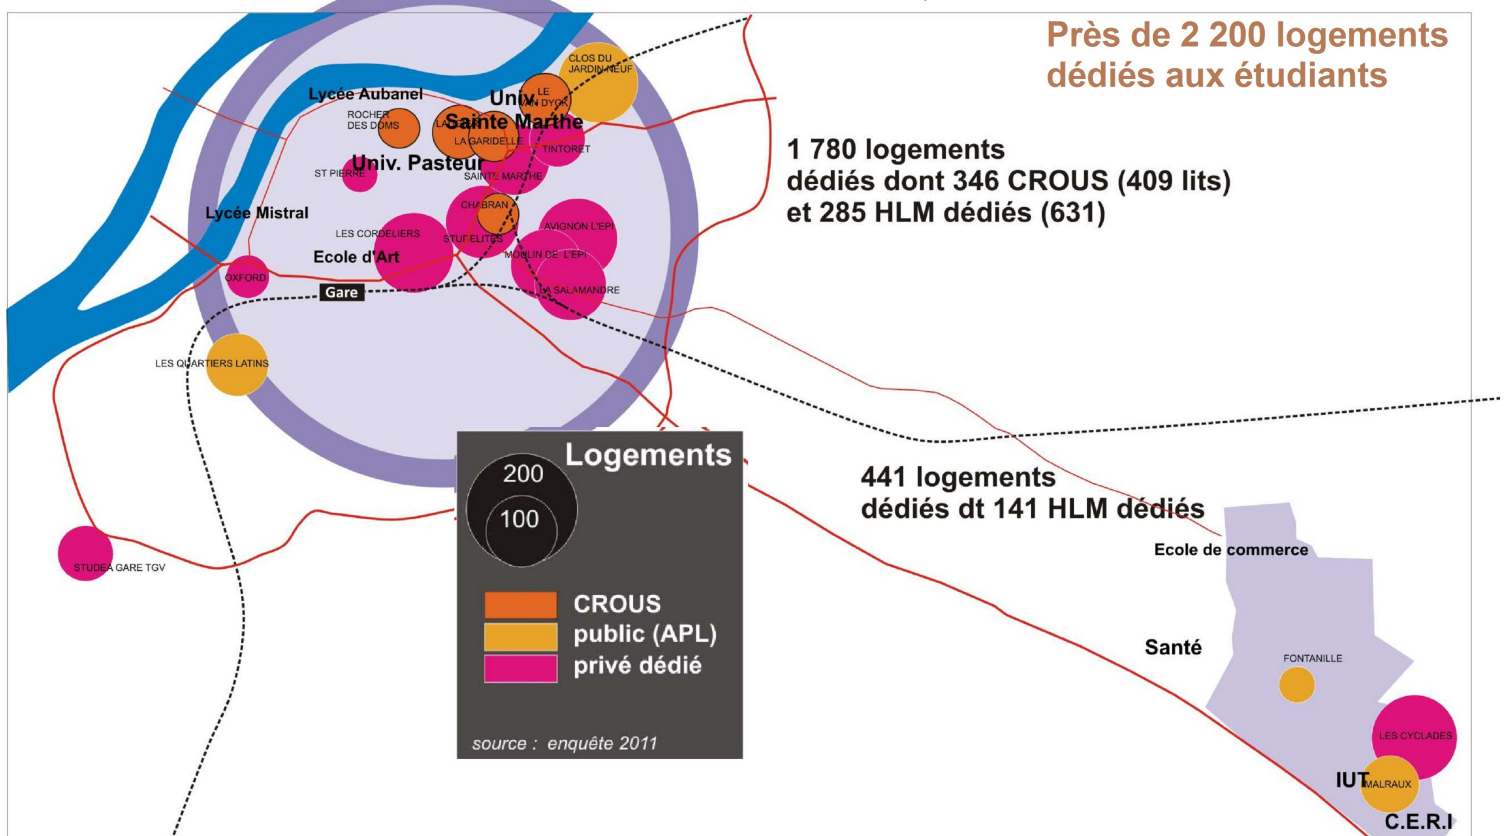 Près de 2 200 logements
dédiés aux étudiants
CLOS DU
JARDIN NEUF
Lycée Aubanel
Univ.
LE
VAN DYCK
ROCHER
DES DOMS
Sainte Marthe
LA GARIDELLE
TINTORET
Univ. Pasteur
ST PIERRE
SAINTE MARTHE
1 780 logements
dédiés dont 346 CROUS (409 lits)
et 285 HLM dédiés (631)
Lycée Mistral
CHABRAN
LES CORDELIERS
STUDELITES
AVIGNON L'EPI
Ecole d'Art
MOULIN DE L'EPI
OXFORD
Gare
LA SALAMANDRE
LES QUARTIERS LATINS
Logements
200
100
CROUS
public (APL)
privé dédié
source : enquête 2011
441 logements
dédiés dt 141 HLM dédiés
STUDEA GARE TGV
Ecole de commerce
Santé
FONTANILLE
LES CYCLADES
IUT
MALRAUX
C.E.R.I